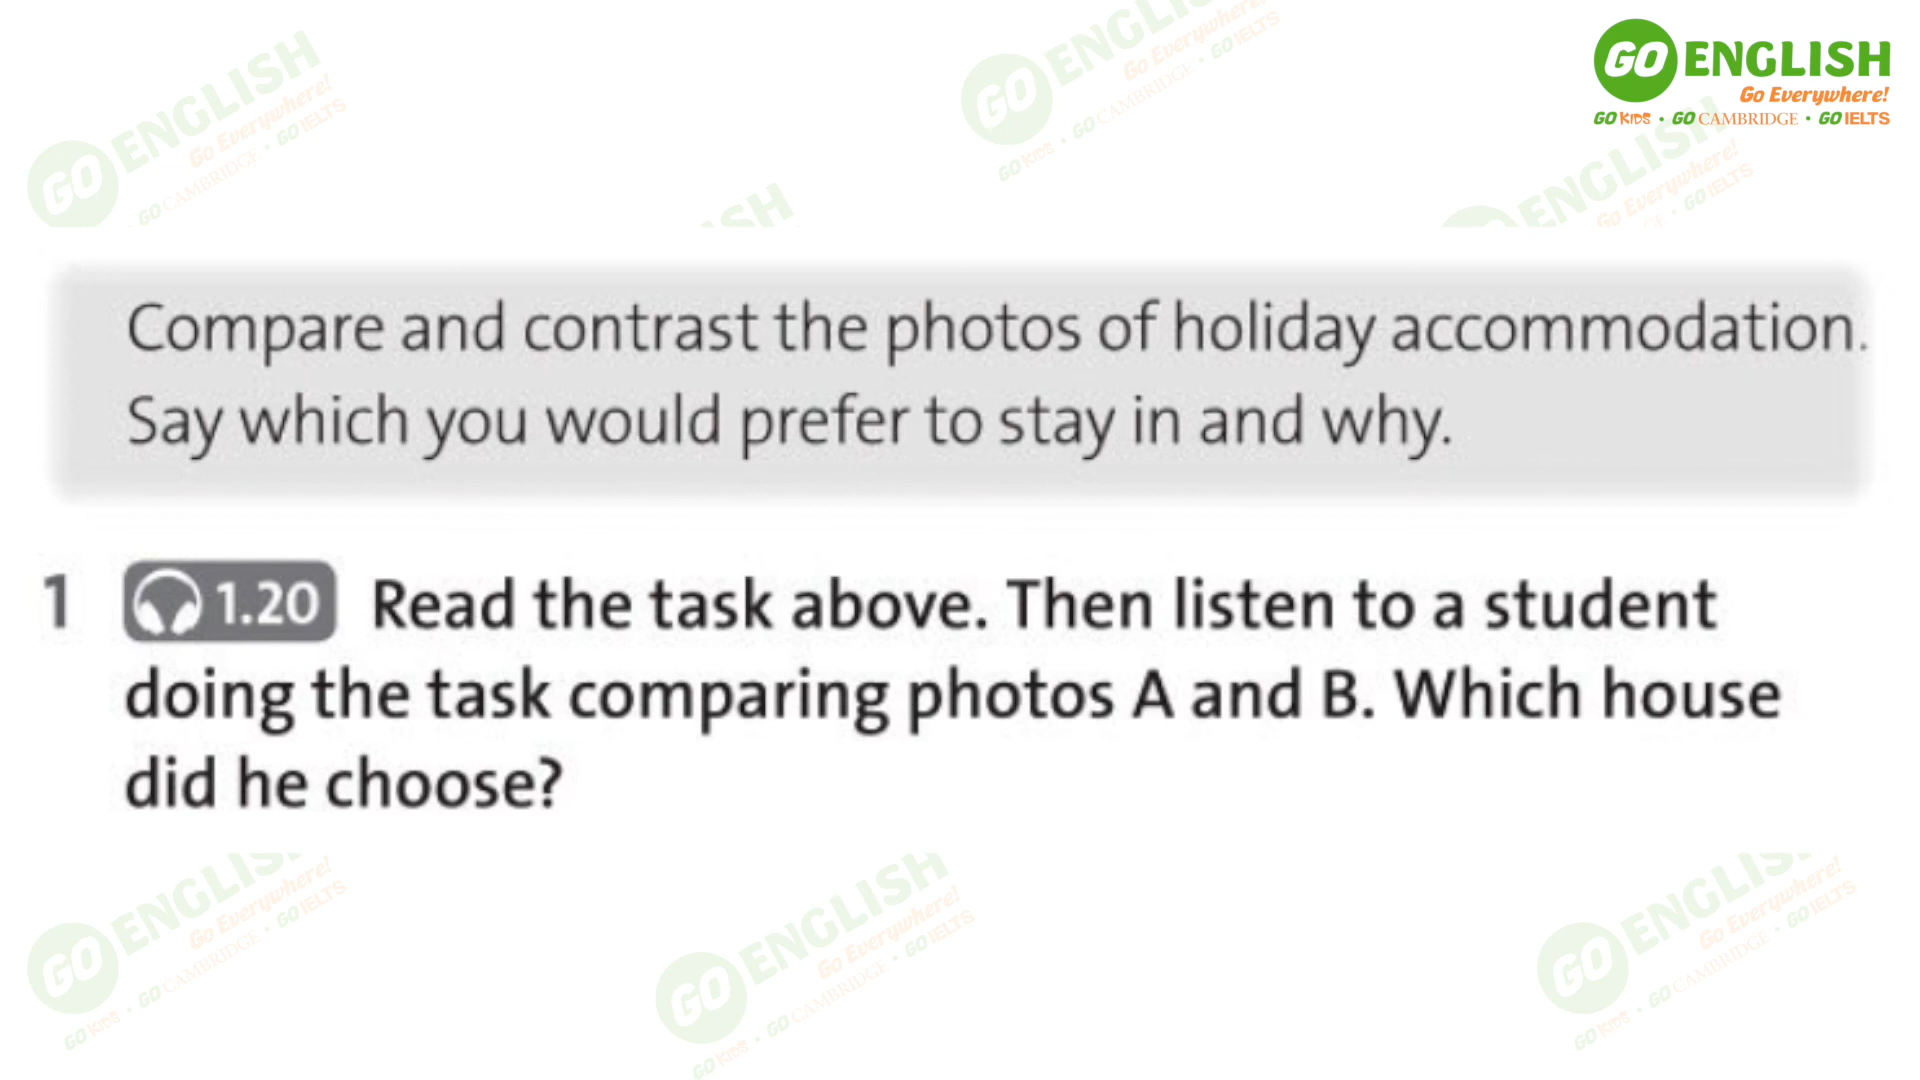 GO ENGLISH
Go Everywhere!
GO KIDS • GO CAMBRIDGE • GO IELTS
Compare and contrast the photos of holiday accommodation.
Say which you would prefer to stay in and why.
1 1.20 Read the task above. Then listen to a student
doing the task comparing photos A and B. Which house
did he choose?